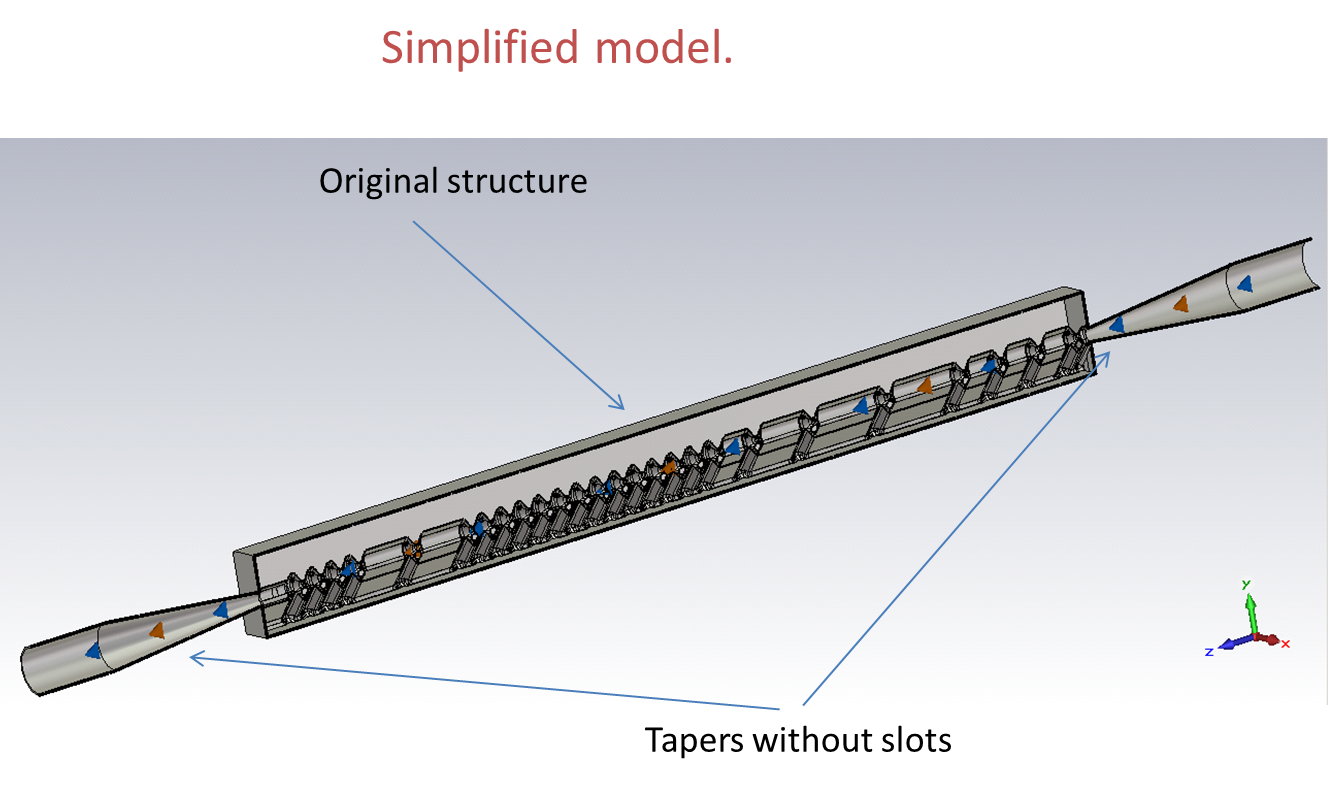 Simplified model.
Original structure
Y
Z
X
Tapers without slots